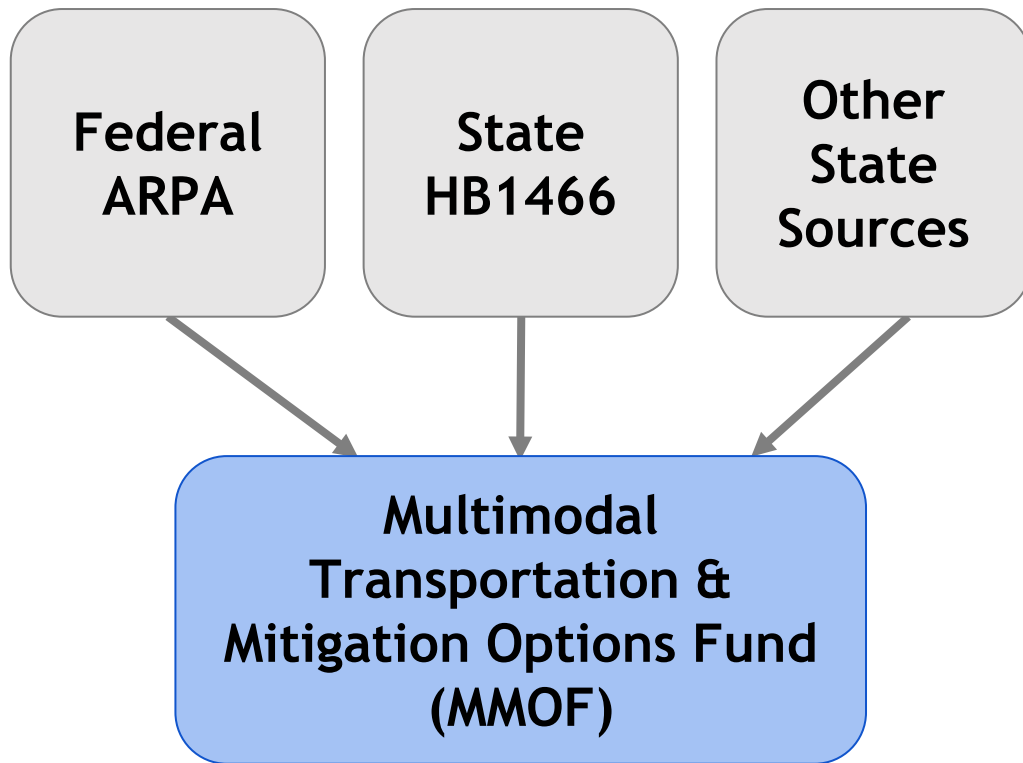 Federal
ARPA
State
HB1466
Other
State
Sources
Multimodal
Transportation &
Mitigation Options Fund
(MMOF)